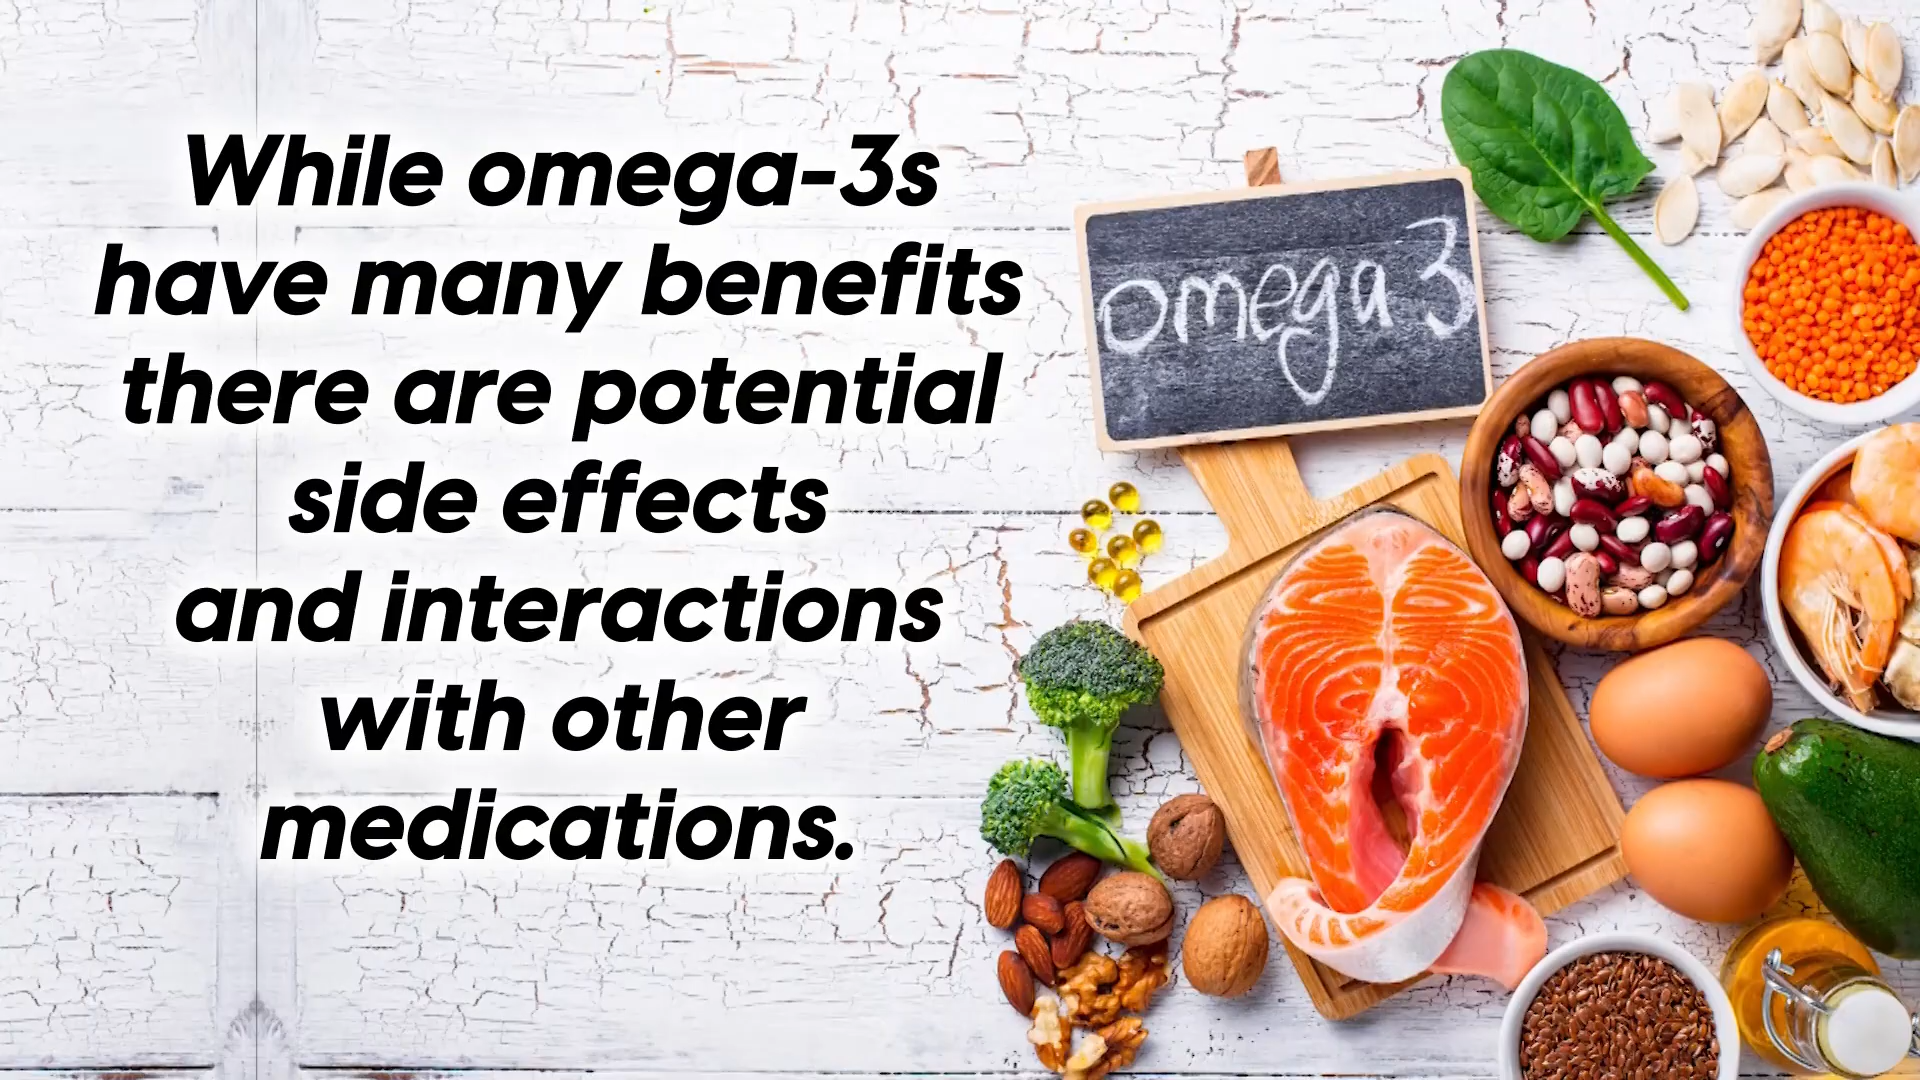 While omega-3s
have many benefits
there are potential
side effects
and interactions
with other
medications.
omega 3